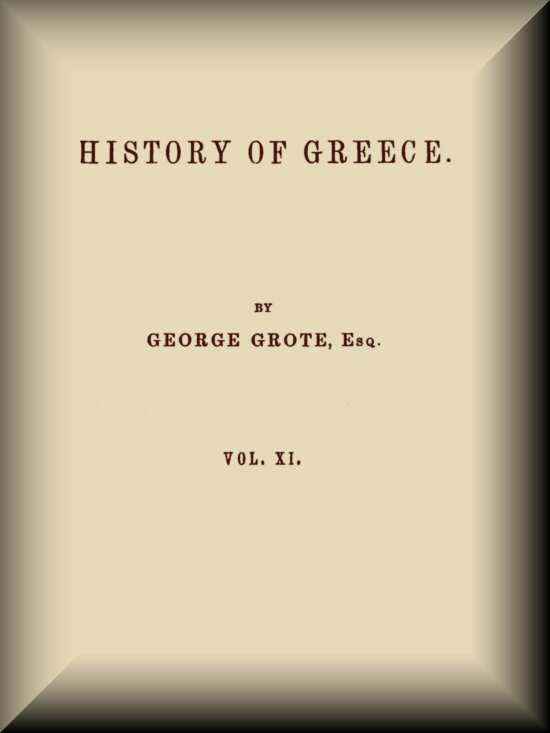 HISTORY OF GREECE.
BY
GEORGE GROTE, Esq.
VOL. XI.